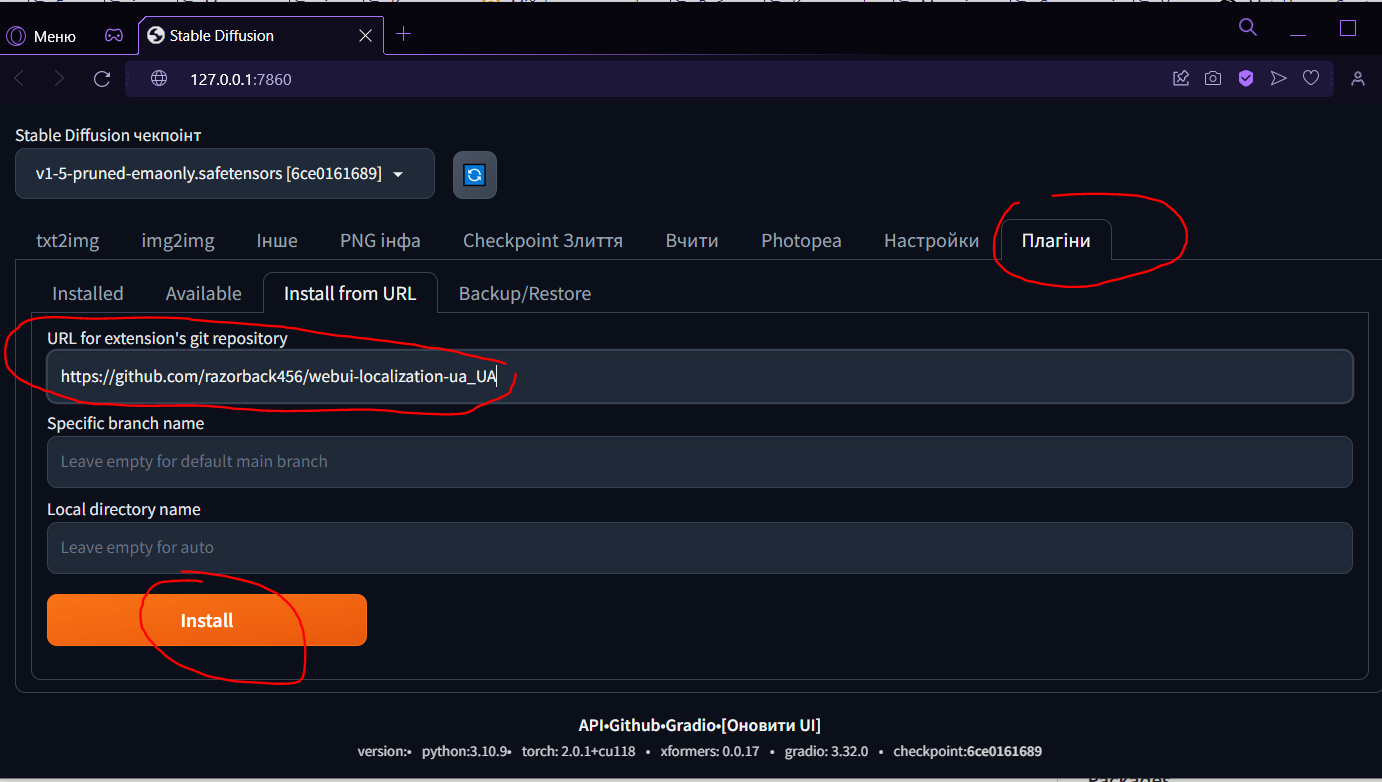 Меню
Stable Diffusion
127.0.0.1:7860
Stable Diffusion чекпоінт
v1-5-pruned-emaonly.safetensors [6ce0161689]
txt2img img2img Інше PNG інфа Checkpoint Злиття Вчити Photopea Настройки Плагіни
Installed Available Install from URL Backup/Restore
URL for extension's git repository
https://github.com/razorback456/webui-localization-ua_UA
Specific branch name
Leave empty for default main branch
Local directory name
Leave empty for auto
Install
API•Github•Gradio•[Оновити UI]
version:• python:3.10.9• torch: 2.0.1+cu118 • xformers: 0.0.17 • gradio: 3.32.0 • checkpoint:6ce0161689